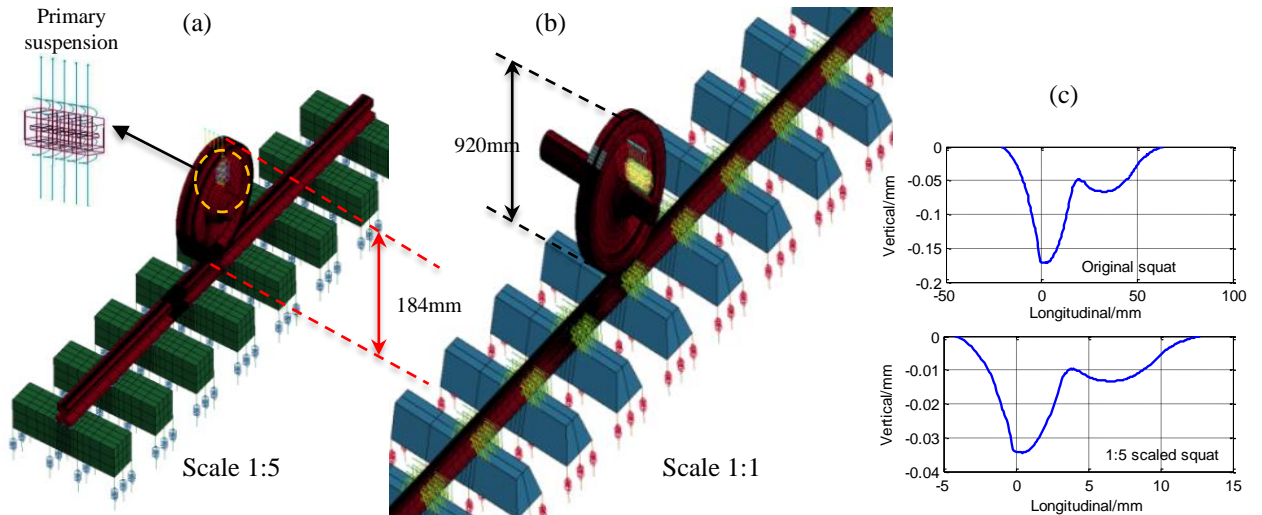 Primary
suspension
(a)
(b)
(c)
920mm
184mm
Scale 1:5
Scale 1:1
0
-0.05
-0.1
-0.15
-0.2
Vertical/mm
Original squat
-50
0
50
100
Longitudinal/mm
0
-0.01
-0.02
-0.03
-0.04
Vertical/mm
1:5 scaled squat
-5
0
5
10
15
Longitudinal/mm